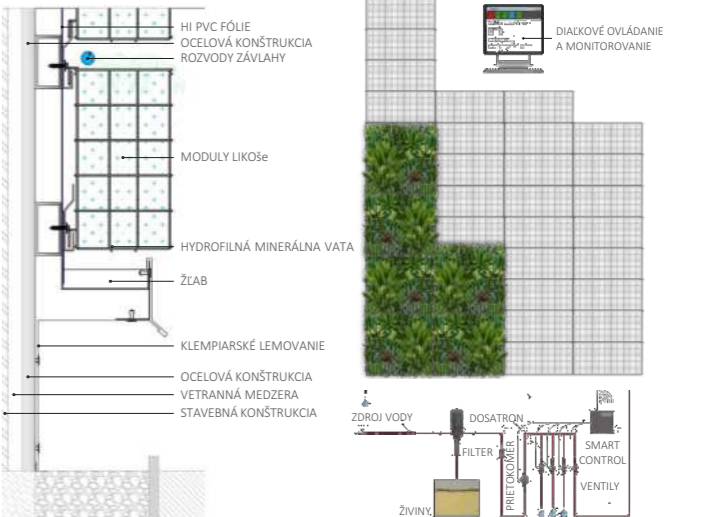 HI PVC FÓLIE
OCELOVÁ KONŠTRUKCIA
ROZVODY ZÁVLAHY
MODULY LIKOŠe
HYDROFILNÁ MINERÁLNA VATA
ŽĽAB
KLEMPIARSKÉ LEMOVANIE
OCELOVÁ KONŠTRUKCIA
VETRANNÁ MEDZERA
STAVEBNÁ KONŠTRUKCIA
DIAĽKOVÉ OVLÁDANIE
A MONITOROVANIE
ZDROJ VODY
DOSATRON
FILTER
PRIETOKOMER
SMART
CONTROL
VENTILY
ŽIVINY